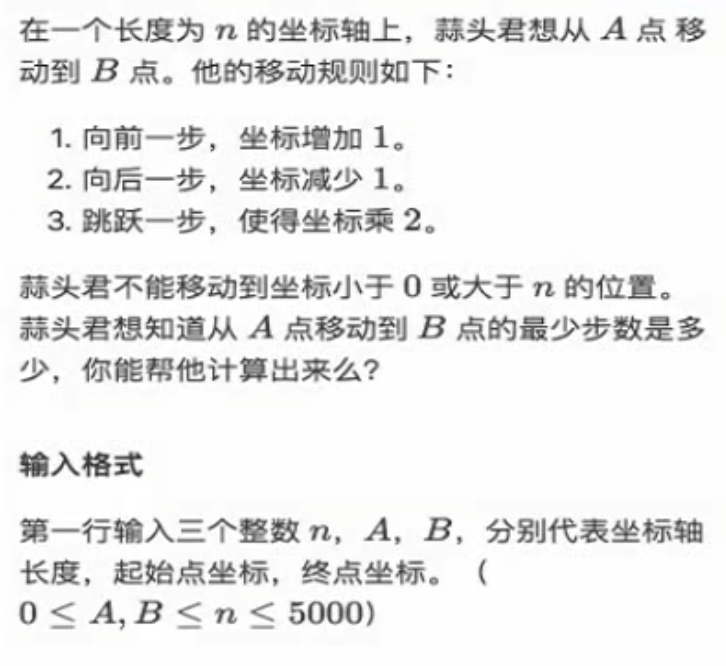 在一个长度为 n 的坐标轴上，蒜头君想从 A 点 移
动到 B 点。他的移动规则如下：
1. 向前一步，坐标增加 1。
2. 向后一步，坐标减少 1。
3. 跳跃一步，使得坐标乘 2。
蒜头君不能移动到坐标小于 0 或大于 n 的位置。
蒜头君想知道从 A 点移动到 B 点的最少步数是多
少，你能帮他计算出来么？
输入格式
第一行输入三个整数 n，A，B，分别代表坐标轴
长度，起始点坐标，终点坐标。（
0 ≤ A, B ≤ n ≤ 5000）